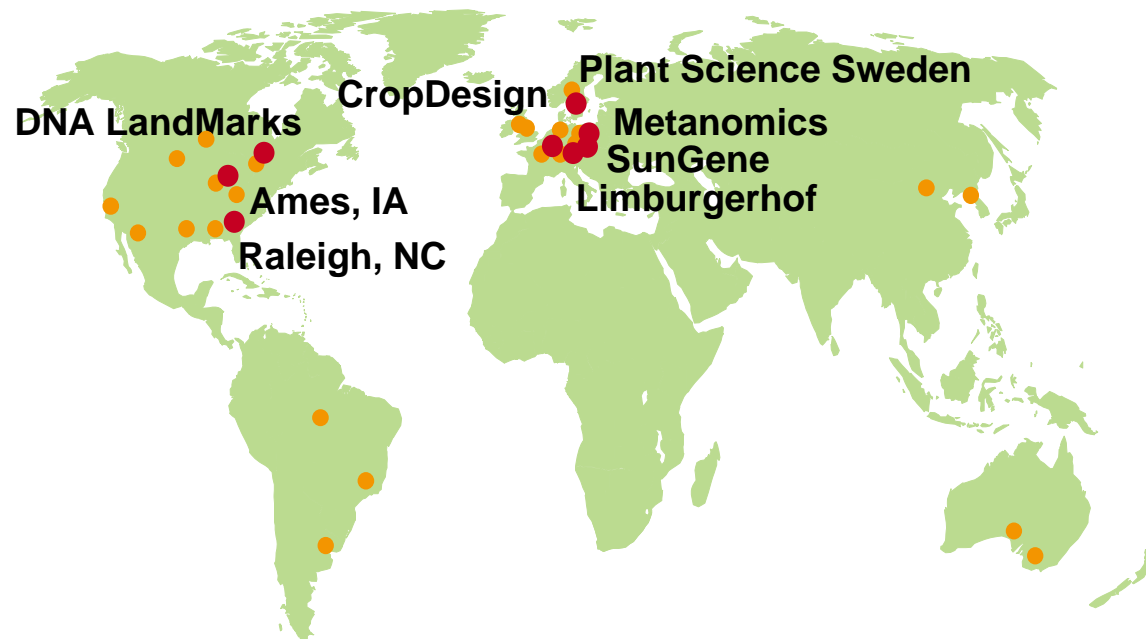 Plant Science Sweden
CropDesign
DNA LandMarks
Metanomics
SunGene
Limburgerhof
Ames, IA
Raleigh, NC